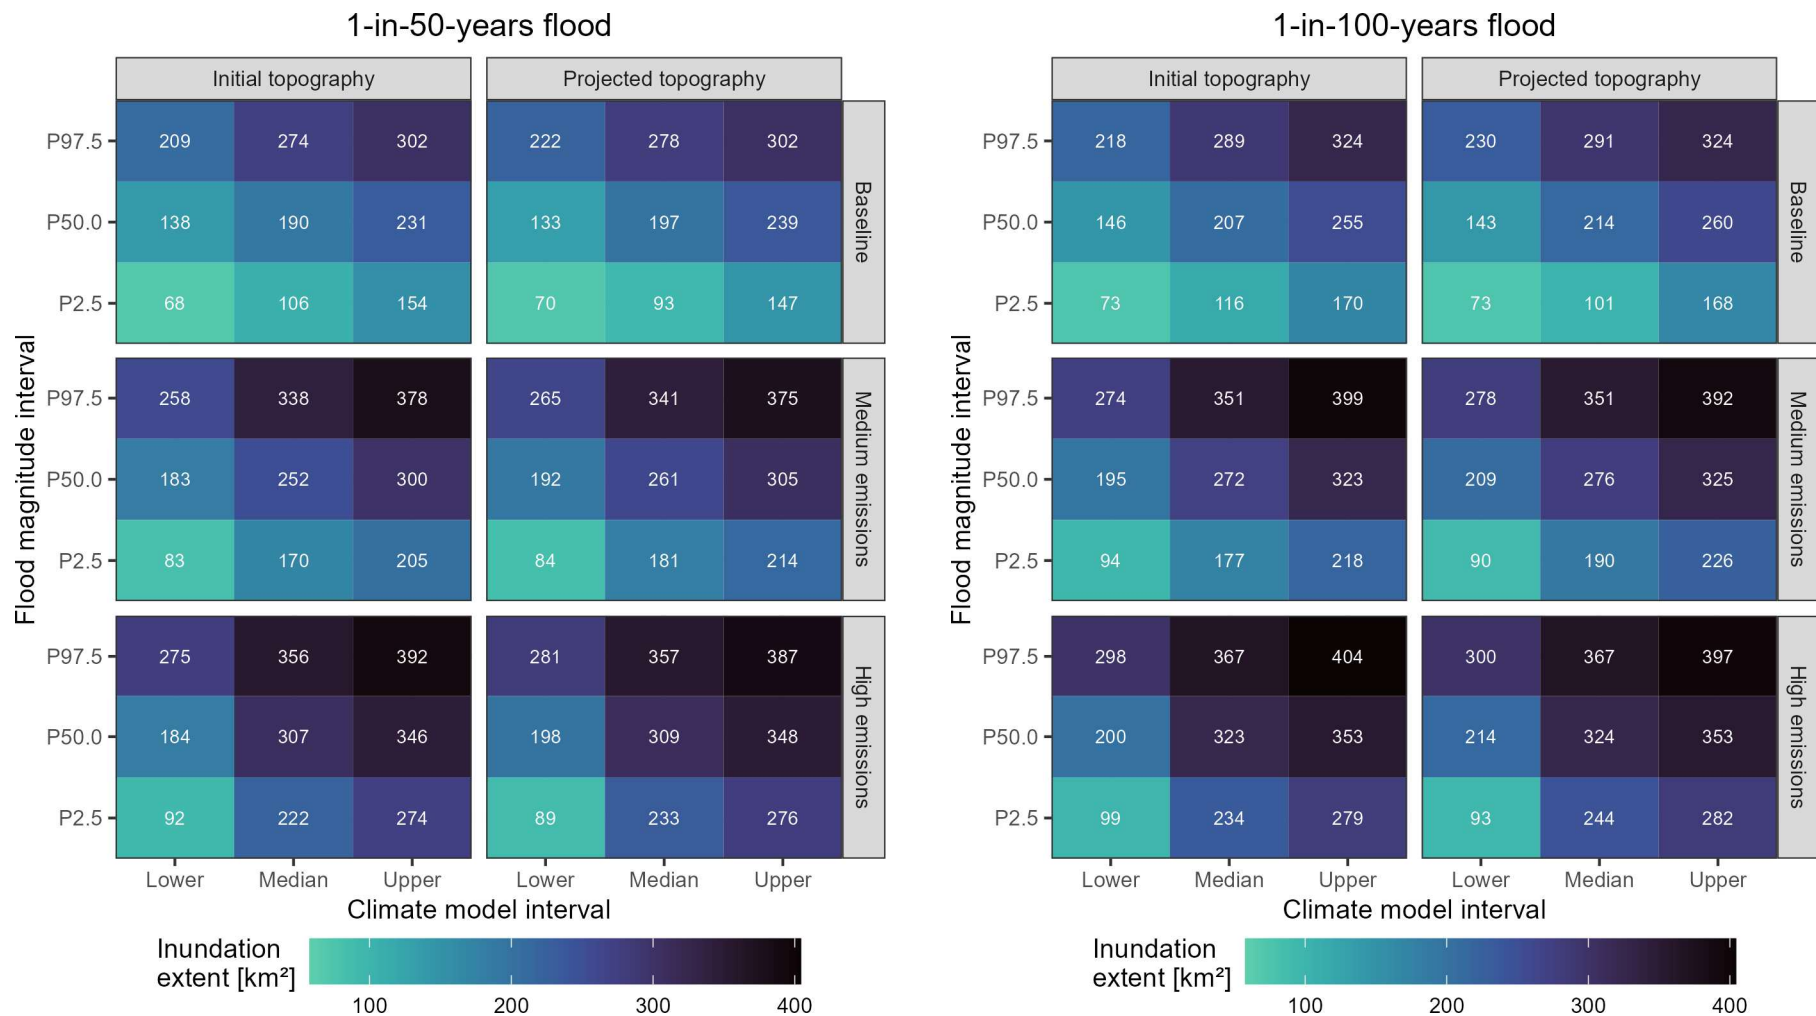 1-in-50-years flood
Initial topography
Projected topography
Flood magnitude interval
P97.5 209 274 302 222 278 302
P50.0 138 190 231 133 197 239
P2.5 68 106 154 70 93 147
Baseline
P97.5 258 338 378 265 341 375
P50.0 183 252 300 192 261 305
P2.5 83 170 205 84 181 214
Medium emissions
P97.5 275 356 392 281 357 387
P50.0 184 307 346 198 309 348
P2.5 92 222 274 89 233 276
High emissions
Lower Median Upper Lower Median Upper
Climate model interval
Inundation
extent [km²]
100 200 300 400
1-in-100-years flood
Initial topography
Projected topography
Flood magnitude interval
P97.5 218 289 324 230 291 324
P50.0 146 207 255 143 214 260
P2.5 73 116 170 73 101 168
Baseline
P97.5 274 351 399 278 351 392
P50.0 195 272 323 209 276 325
P2.5 94 177 218 90 190 226
Medium emissions
P97.5 298 367 404 300 367 397
P50.0 200 323 353 214 324 353
P2.5 99 234 279 93 244 282
High emissions
Lower Median Upper Lower Median Upper
Climate model interval
Inundation
extent [km²]
100 200 300 400